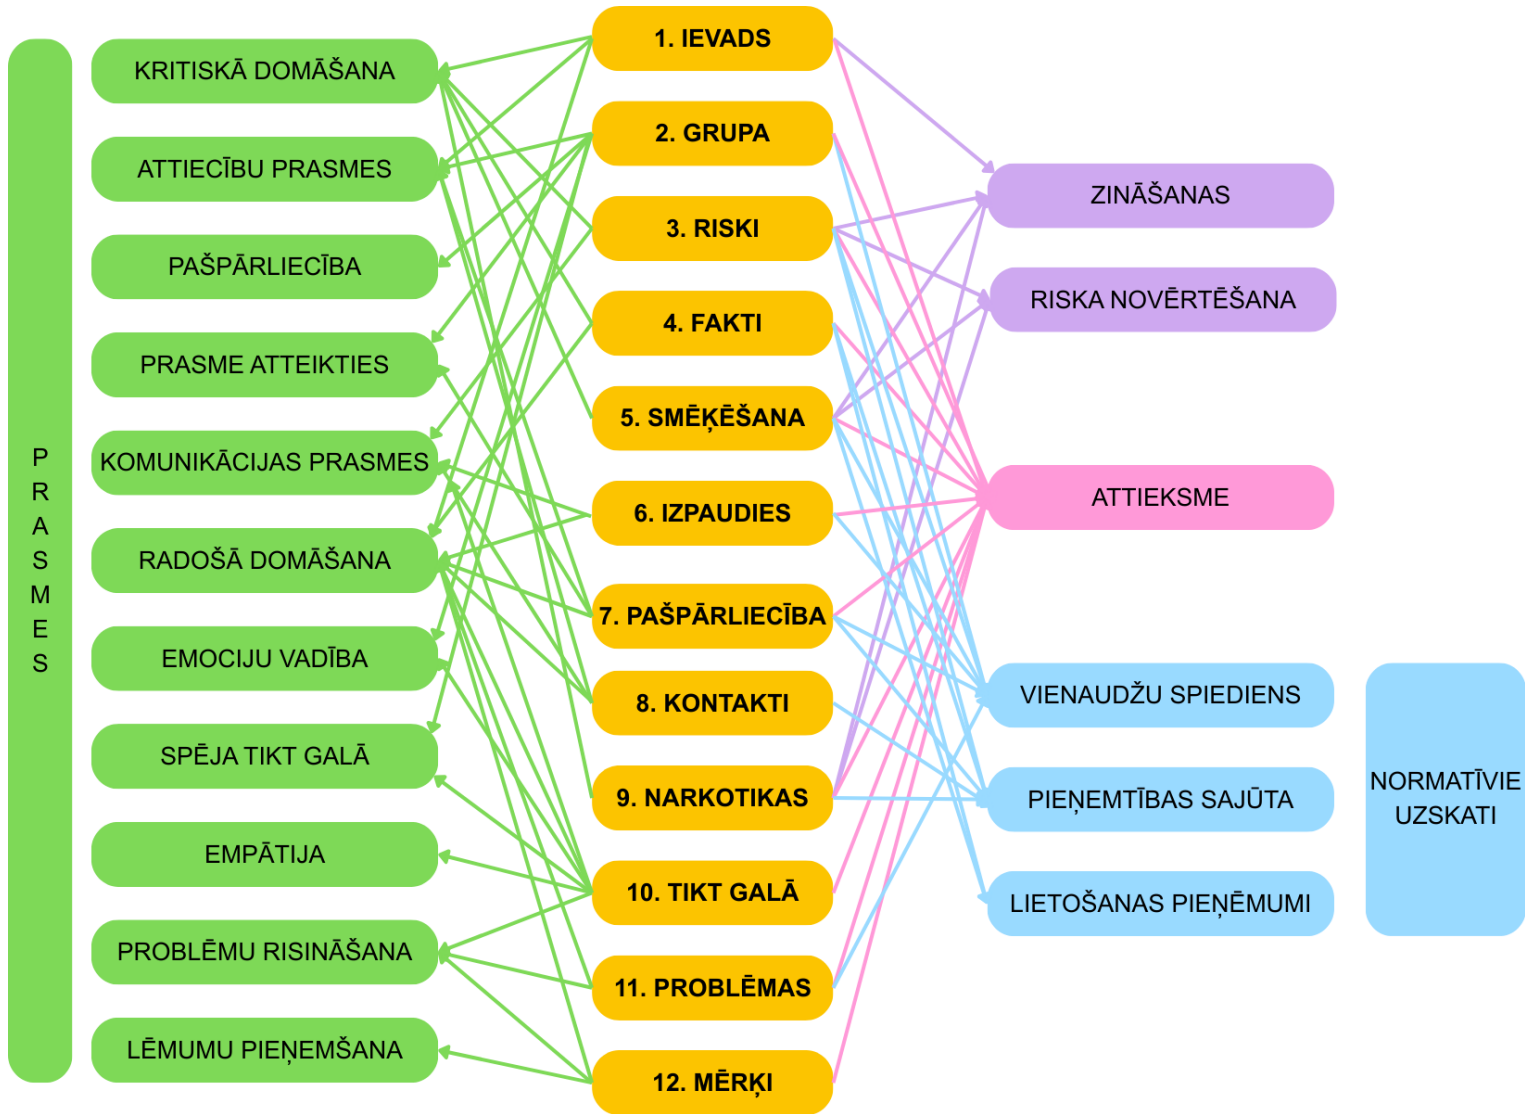 PRASMES
KRITISKĀ DOMĀŠANA
ATTIECĪBU PRASMES
PAŠPĀRLIECĪBA
PRASME ATTEIKTIES
KOMUNIKĀCIJAS PRASMES
RADOŠĀ DOMĀŠANA
EMOCIJU VADĪBA
SPĒJA TIKT GALĀ
EMPĀTIJA
PROBLĒMU RISINĀŠANA
LĒMUMU PIEŅEMŠANA
1. IEVADS
2. GRUPA
3. RISKI
4. FAKTI
5. SMĒĶĒŠANA
6. IZPAUDIES
7. PAŠPĀRLIECĪBA
8. KONTAKTI
9. NARKOTIKAS
10. TIKT GALĀ
11. PROBLĒMAS
12. MĒRĶI
ZINĀŠANAS
RISKA NOVĒRTĒŠANA
ATTIEKSME
VIENAUDŽU SPIEDIENS
PIEŅEMTĪBAS SAJŪTA
LIETOŠANAS PIEŅĒMUMI
NORMATĪVIE
UZSKATI